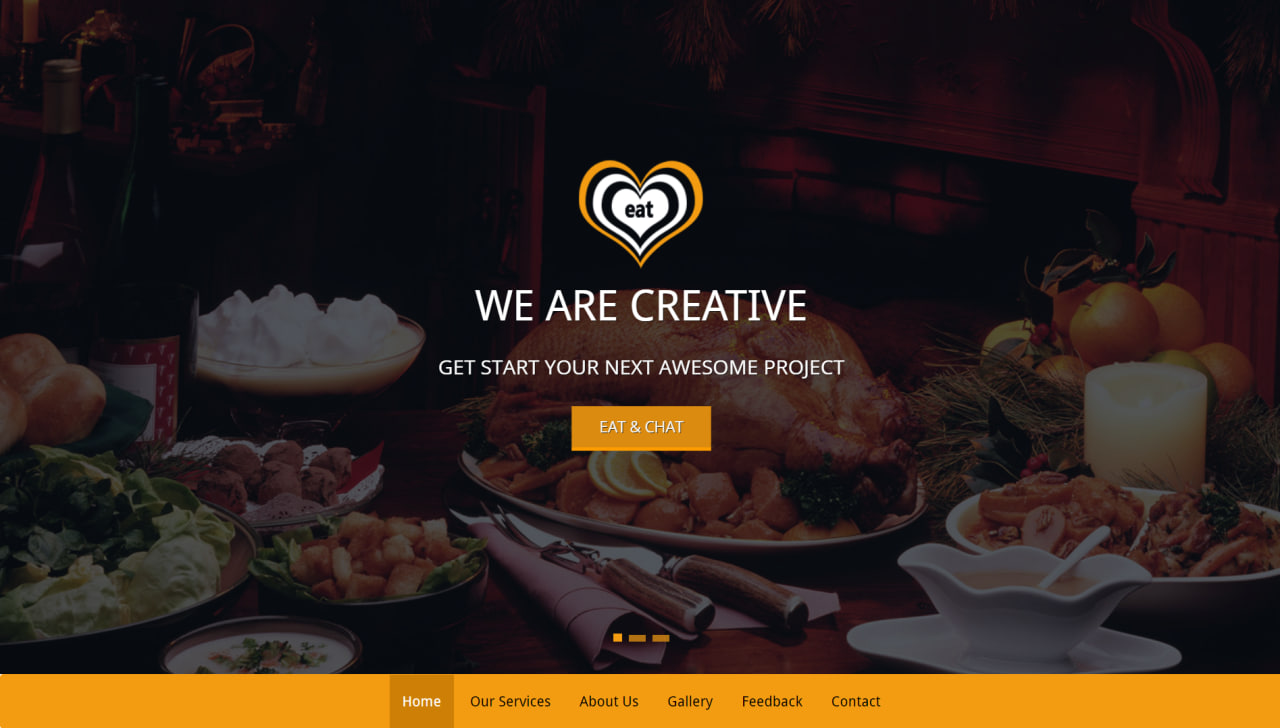 eat
WE ARE CREATIVE
GET START YOUR NEXT AWESOME PROJECT
EAT & CHAT
Home Our Services About Us Gallery Feedback Contact